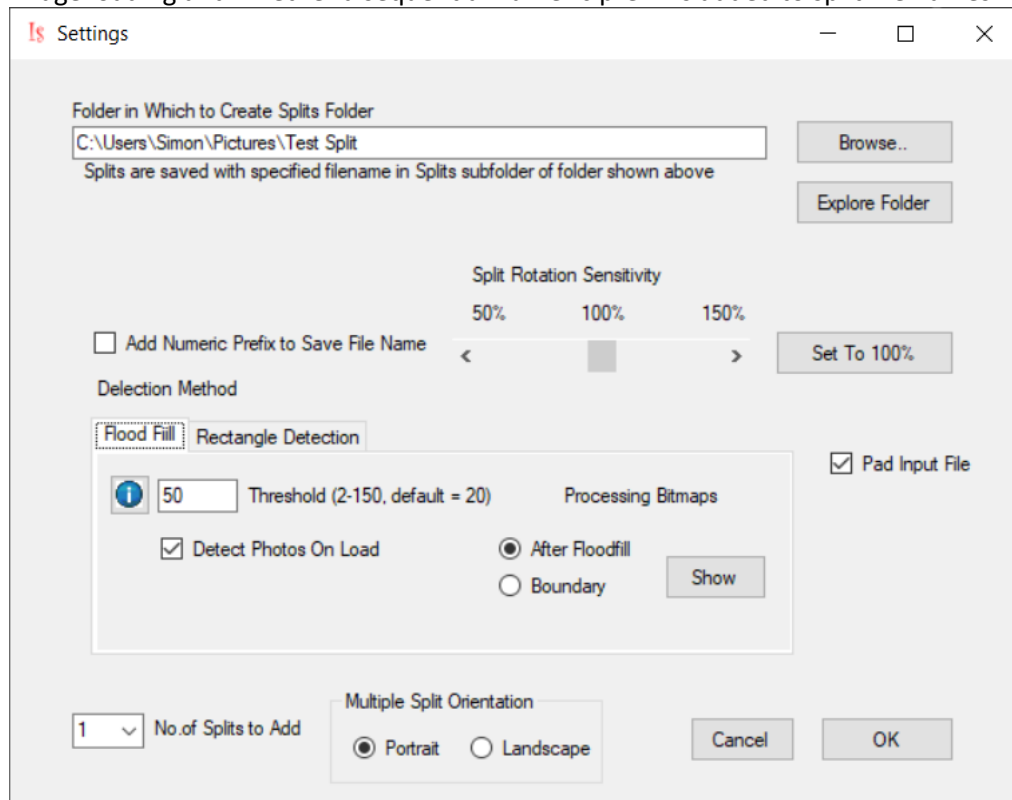 Is Settings
Folder in Which to Create Splits Folder
C:\Users\Simon\Pictures\Test Split
Browse..
Splits are saved with specified filename in Splits subfolder of folder shown above
Explore Folder
Split Rotation Sensitivity
50% 100% 150%
Add Numeric Prefix to Save File Name
Set To 100%
Delection Method
Flood Fiill Rectangle Detection
Pad Input File
50 Threshold (2-150, default = 20) Processing Bitmaps
Detect Photos On Load After Floodfill
Boundary Show
Multiple Split Orientation
1 No.of Splits to Add
Portrait Landscape Cancel OK